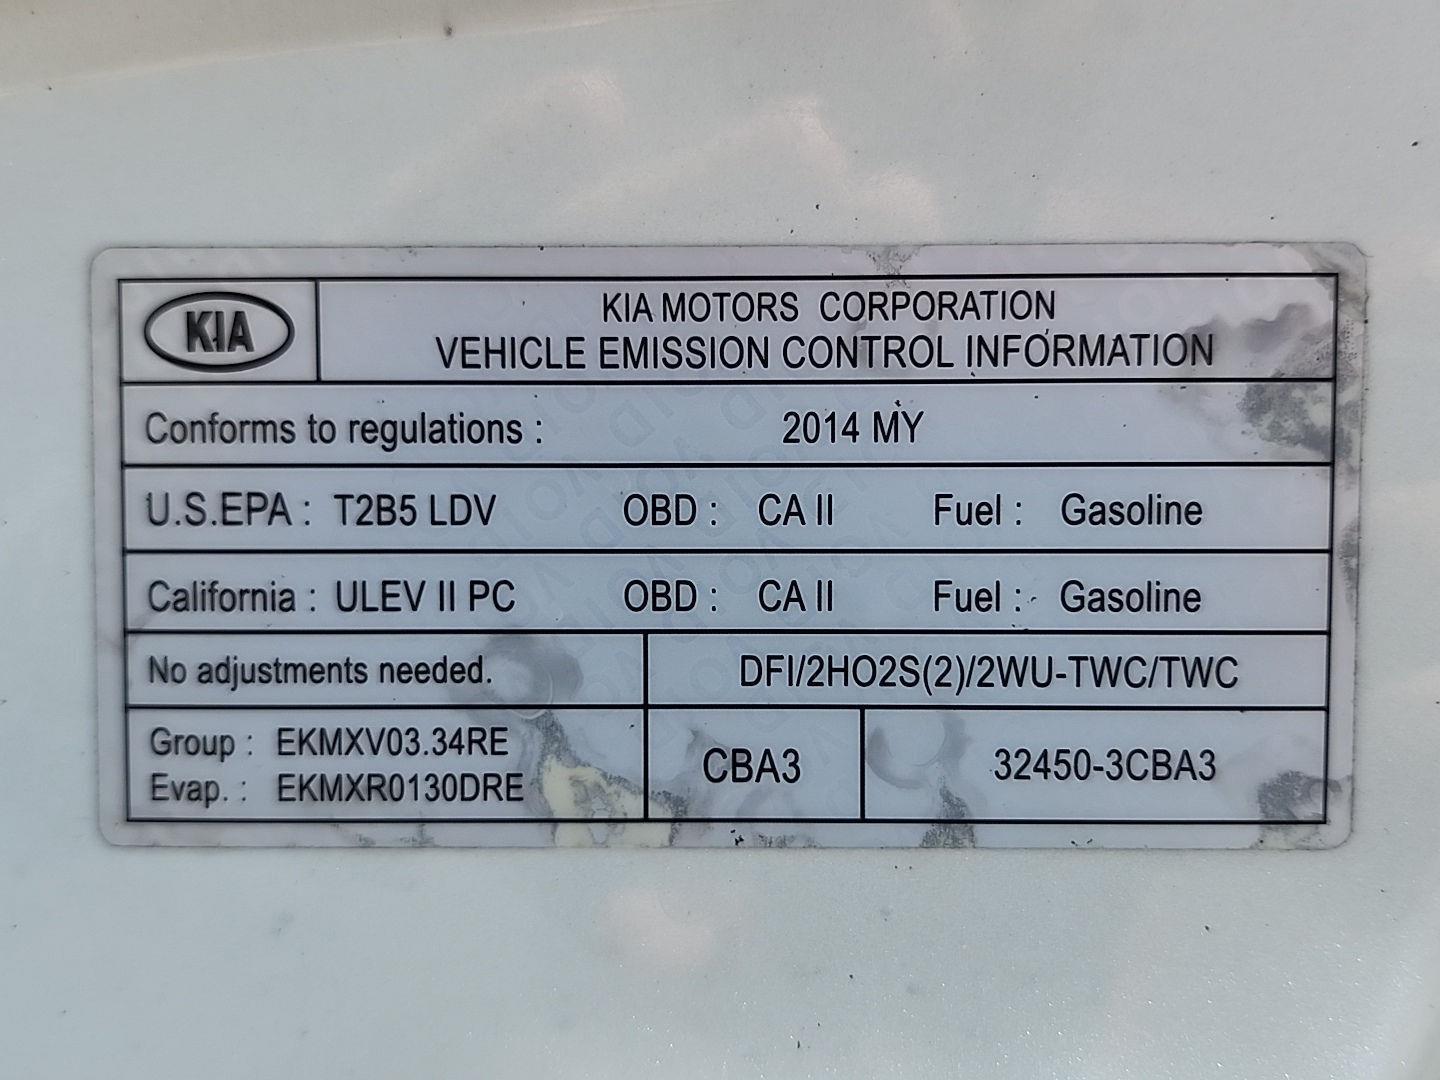 KIA
KIA MOTORS CORPORATION
VEHICLE EMISSION CONTROL INFORMATION
Conforms to regulations : 2014 MY
U.S.EPA : T2B5 LDV OBD : CA II Fuel : Gasoline
California : ULEV II PC OBD : CA II Fuel : Gasoline
No adjustments needed. DFI/2HO2S(2)/2WU-TWC/TWC
Group : EKMXV03.34RE
Evap. : EKMXR0130DRE
CBA3
32450-3CBA3